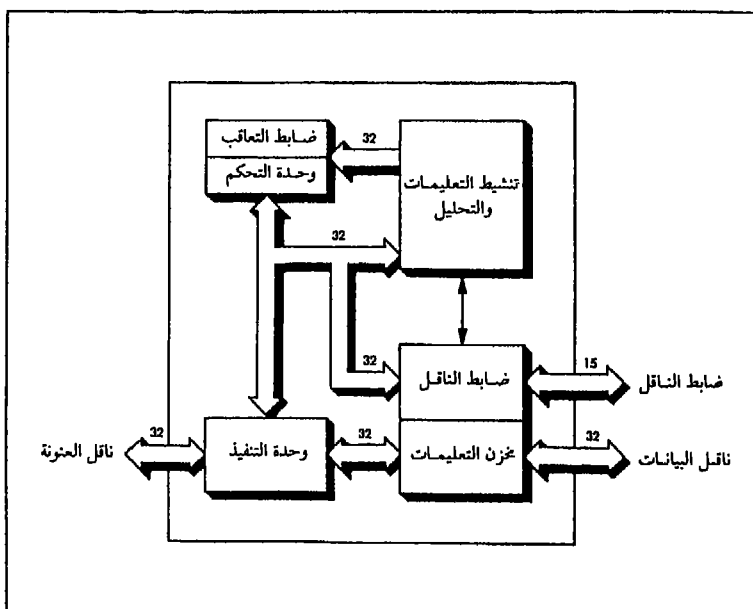 ضابط التعاقب
وحدة التحكم
32
تنشيط التعليمات
والتحليل
32
32
ضابط الناقل
15
ضابط الناقل
ناقل العنونة
32
وحدة التنفيذ
32
مخزن التعليمات
32
ناقل البيانات